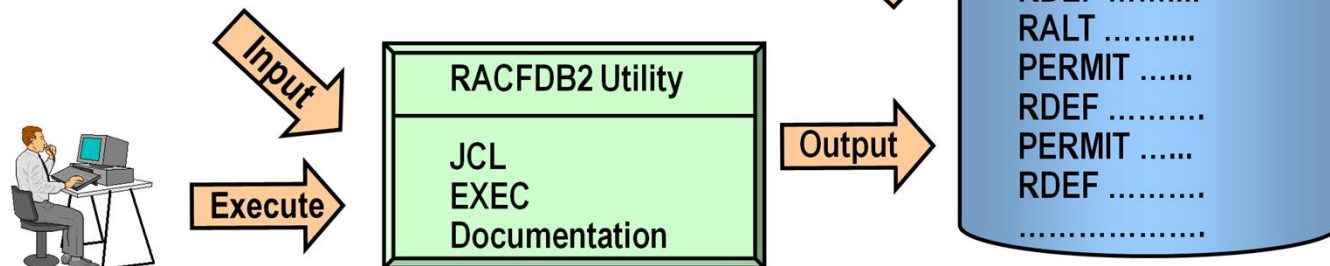 Input
Execute
RACFDB2 Utility
JCL
EXEC
Documentation
Output
RALT ……....
PERMIT …...
RDEF ……….
PERMIT …...
RDEF ……….
……………….